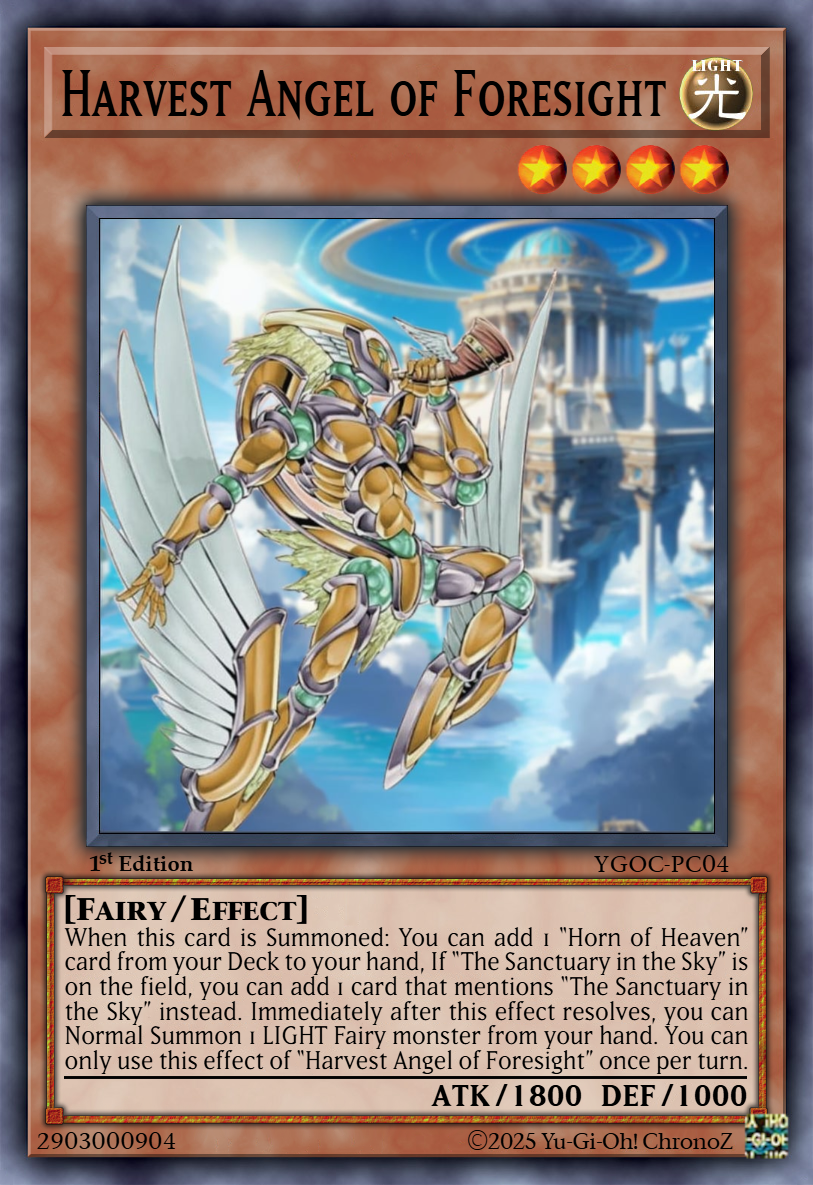 Harvest Angel of Foresight
LIGHT
光
1st Edition
YGOC-PC04
[Fairy/Effect]
When this card is Summoned: You can add 1 "Horn of Heaven"
card from your Deck to your hand, If "The Sanctuary in the Sky" is
on the field, you can add 1 card that mentions "The Sanctuary in
the Sky" instead. Immediately after this effect resolves, you can
Normal Summon 1 LIGHT Fairy monster from your hand. You can
only use this effect of "Harvest Angel of Foresight" once per turn.
ATK/1800 DEF/1000
2903000904
©2025 Yu-Gi-Oh! ChronoZ